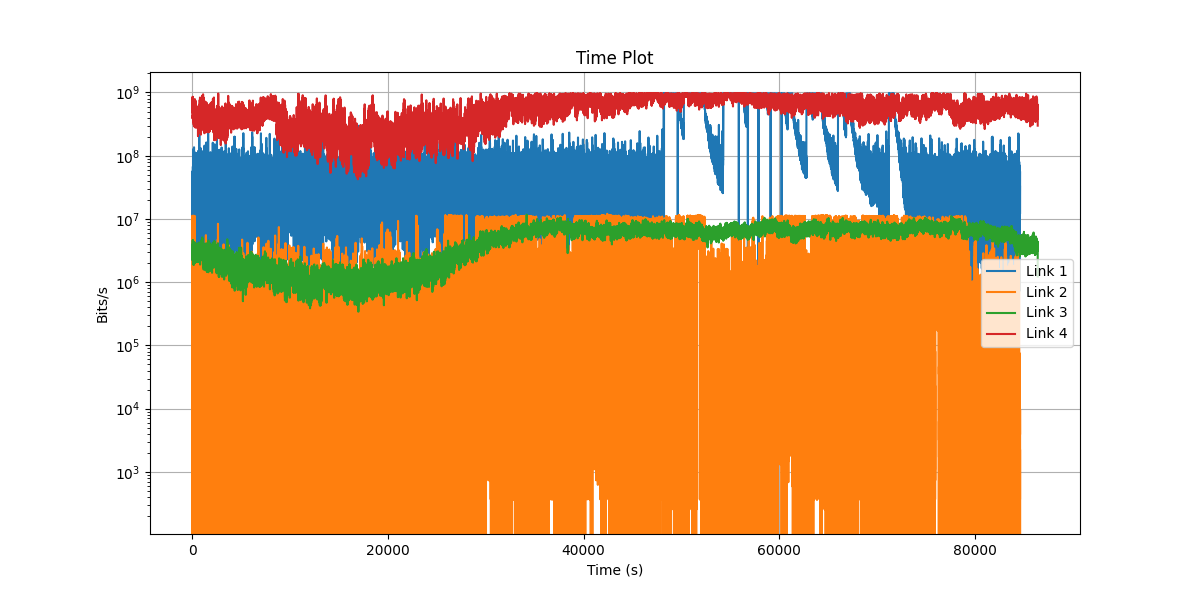 Time Plot
Bits/s
10⁹
10⁸
10⁷
10⁶
10⁵
10⁴
10³
0
20000
40000
60000
80000
Time (s)
Link 1
Link 2
Link 3
Link 4